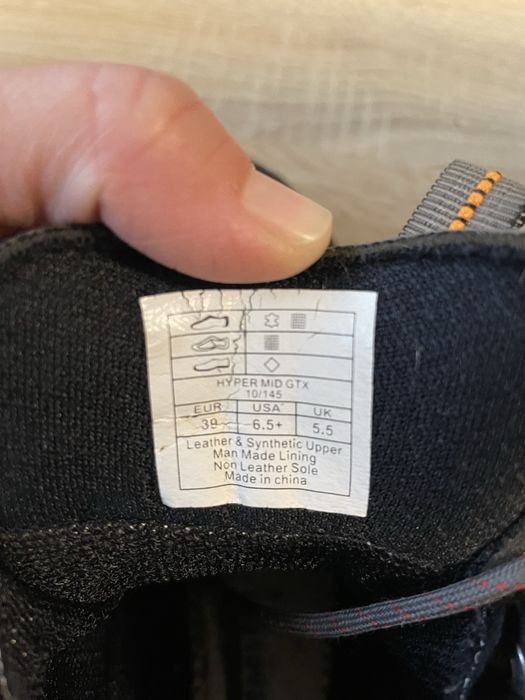 HYPER MID GTX
10/145
EUR USA UK
39 6.5+ 5.5
Leather & Synthetic Upper
Man Made Lining
Non Leather Sole
Made in china